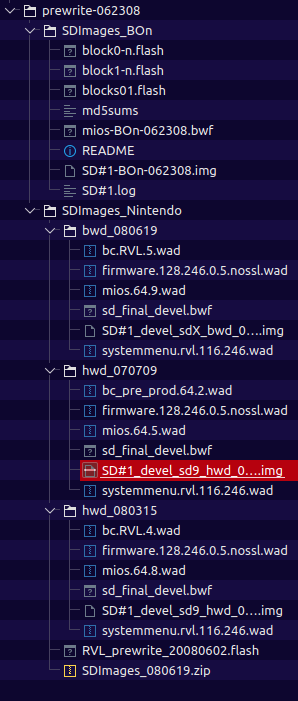 prewrite-062308
SDImages_BOn
block0-n.flash
block1-n.flash
blocks01.flash
md5sums
mios-BOn-062308.bwf
README
SD#1-BOn-062308.img
SD#1.log
SDImages_Nintendo
bwd_080619
bc.RVL.5.wad
firmware.128.246.0.5.nossl.wad
mios.64.9.wad
sd_final_devel.bwf
SD#1_devel_sdX_bwd_0….img
systemmenu.rvl.116.246.wad
hwd_070709
bc_pre_prod.64.2.wad
firmware.128.246.0.5.nossl.wad
mios.64.5.wad
sd_final_devel.bwf
SD#1_devel_sd9_hwd_0….img
systemmenu.rvl.116.246.wad
hwd_080315
bc.RVL.4.wad
firmware.128.246.0.5.nossl.wad
mios.64.8.wad
sd_final_devel.bwf
SD#1_devel_sd9_hwd_0….img
systemmenu.rvl.116.246.wad
RVL_prewrite_20080602.flash
SDImages_080619.zip